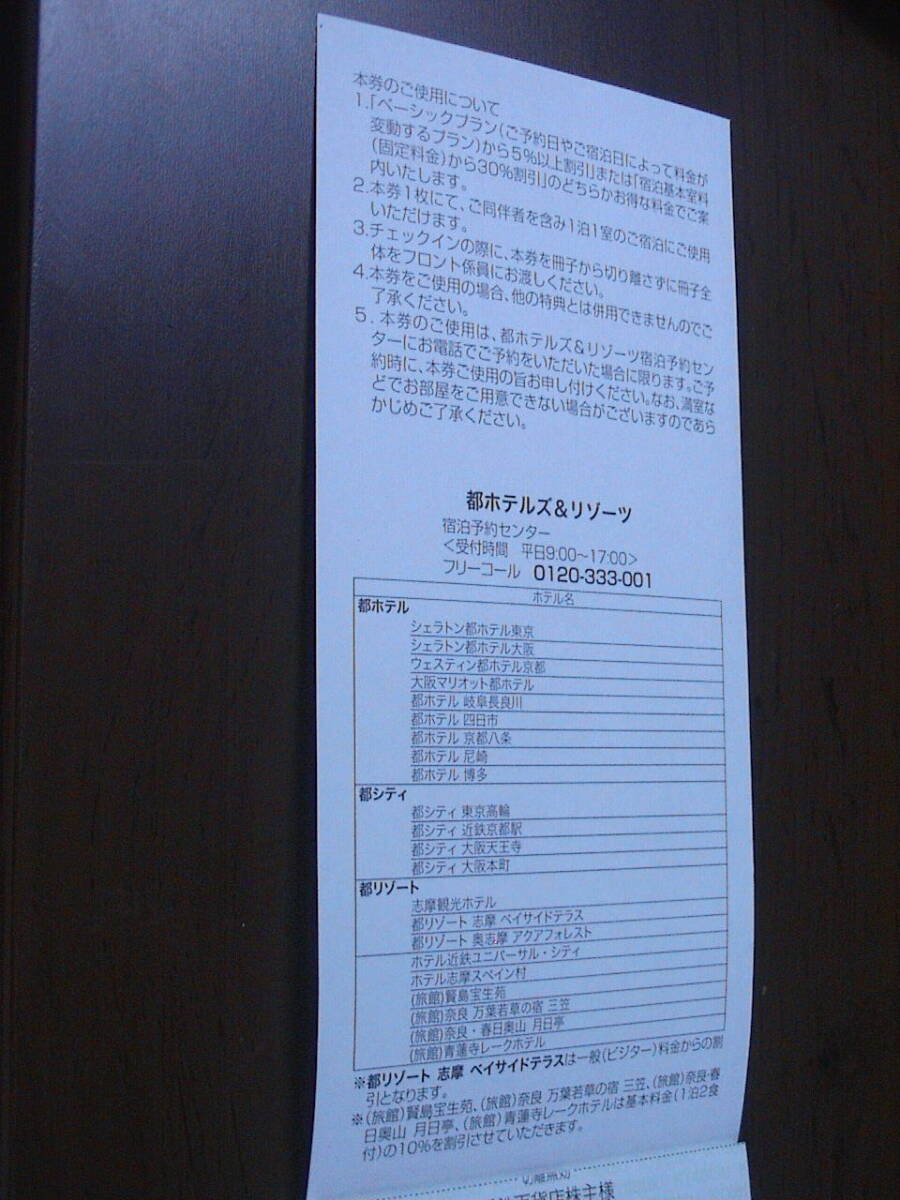 本券のご使用について
1.「ベーシックプラン(ご予約日やご宿泊日によって料金が
変動するプラン)から5%以上割引」または「宿泊基本室料
(固定料金)から30%割引」のどちらかお得な料金でご案
内いたします。
2.本券1枚にて、ご同伴者を含み1泊1室のご宿泊にご使用
いただけます。
3.チェックインの際に、本券を冊子から切り離さずに冊子全
体をフロント係員にお渡しください。
4.本券をご使用の場合、他の特典とは併用できませんのでご
了承ください。
5.本券のご使用は、都ホテルズ&リゾーツ宿泊予約セン
ターにお電話でご予約をいただいた場合に限ります。ご予
約時に、本券ご使用の旨お申し付けください。なお、満室な
どでお部屋をご用意できない場合がございますのであら
かじめご了承ください。
都ホテルズ&リゾーツ
宿泊予約センター
<受付時間 平日9:00~17:00>
フリーコール 0120-333-001
ホテル名
都ホテル
シェラトン都ホテル東京
シェラトン都ホテル大阪
ウェスティン都ホテル京都
大阪マリオット都ホテル
都ホテル 岐阜長良川
都ホテル 四日市
都ホテル 京都八条
都ホテル 尼崎
都ホテル 博多
都シティ
都シティ 東京高輪
都シティ 近鉄京都駅
都シティ 大阪天王寺
都シティ 大阪本町
都リゾート
志摩観光ホテル
都リゾート 志摩 ベイサイドテラス
都リゾート 奥志摩 アクアフォレスト
ホテル近鉄ユニバーサル・シティ
ホテル志摩スペイン村
(旅館)賢島宝生苑
(旅館)奈良 万葉若草の宿 三笠
(旅館)奈良・春日奥山 月日亭
(旅館)青蓮寺レークホテル
※都リゾート 志摩 ベイサイドテラスは一般(ビジター)料金からの割
引となります。
※(旅館)賢島宝生苑、(旅館)奈良 万葉若草の宿 三笠、(旅館)奈良・春
日奥山 月日亭、(旅館)青蓮寺レークホテルは基本料金(1泊2食
付)の10%を割引させていただきます。
切離無効
百貨店株主様